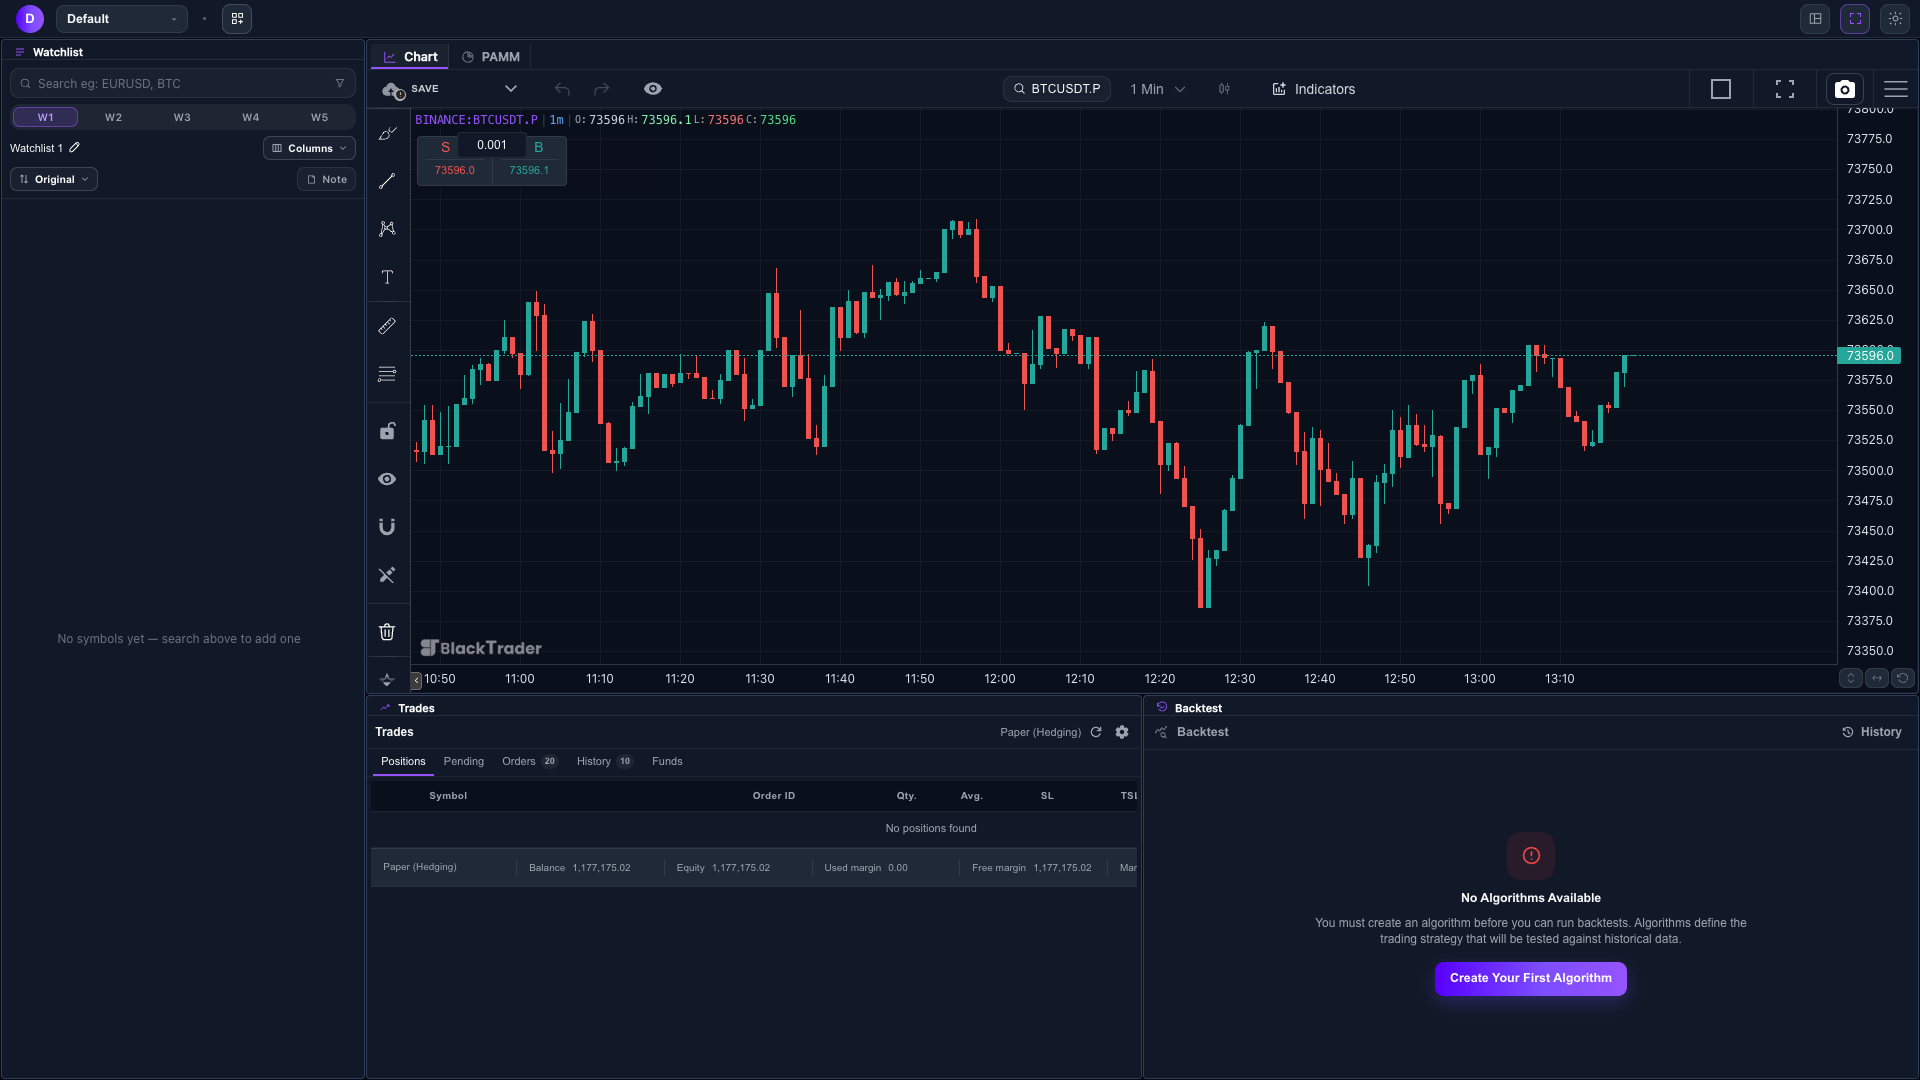 D Default
Watchlist
Search eg: EURUSD, BTC
W1 W2 W3 W4 W5
Watchlist 1 Columns
Original Note
No symbols yet — search above to add one
Chart PAMM
SAVE BTCUSDT.P 1 Min Indicators
BINANCE:BTCUSDT.P 1m O: 73596 H: 73596.1 L: 73596 C: 73596
S 0.001 B
73596.0 73596.1
73800.0
73775.0
73750.0
73725.0
73700.0
73675.0
73650.0
73625.0
73596.0
73575.0
73550.0
73525.0
73500.0
73475.0
73450.0
73425.0
73400.0
73375.0
73350.0
BlackTrader
10:50 11:00 11:10 11:20 11:30 11:40 11:50 12:00 12:10 12:20 12:30 12:40 12:50 13:00 13:10
Trades
Trades Paper (Hedging)
Positions Pending Orders 20 History 10 Funds
Symbol Order ID Qty. Avg. SL TSL
No positions found
Paper (Hedging) Balance 1,177,175.02 Equity 1,177,175.02 Used margin 0.00 Free margin 1,177,175.02 Mar
Backtest
Backtest History
No Algorithms Available
You must create an algorithm before you can run backtests. Algorithms define the
trading strategy that will be tested against historical data.
Create Your First Algorithm